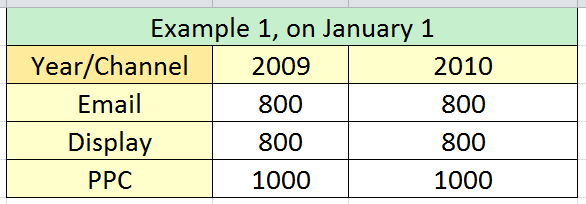 Example 1, on January 1
Year/Channel 2009 2010
Email 800 800
Display 800 800
PPC 1000 1000